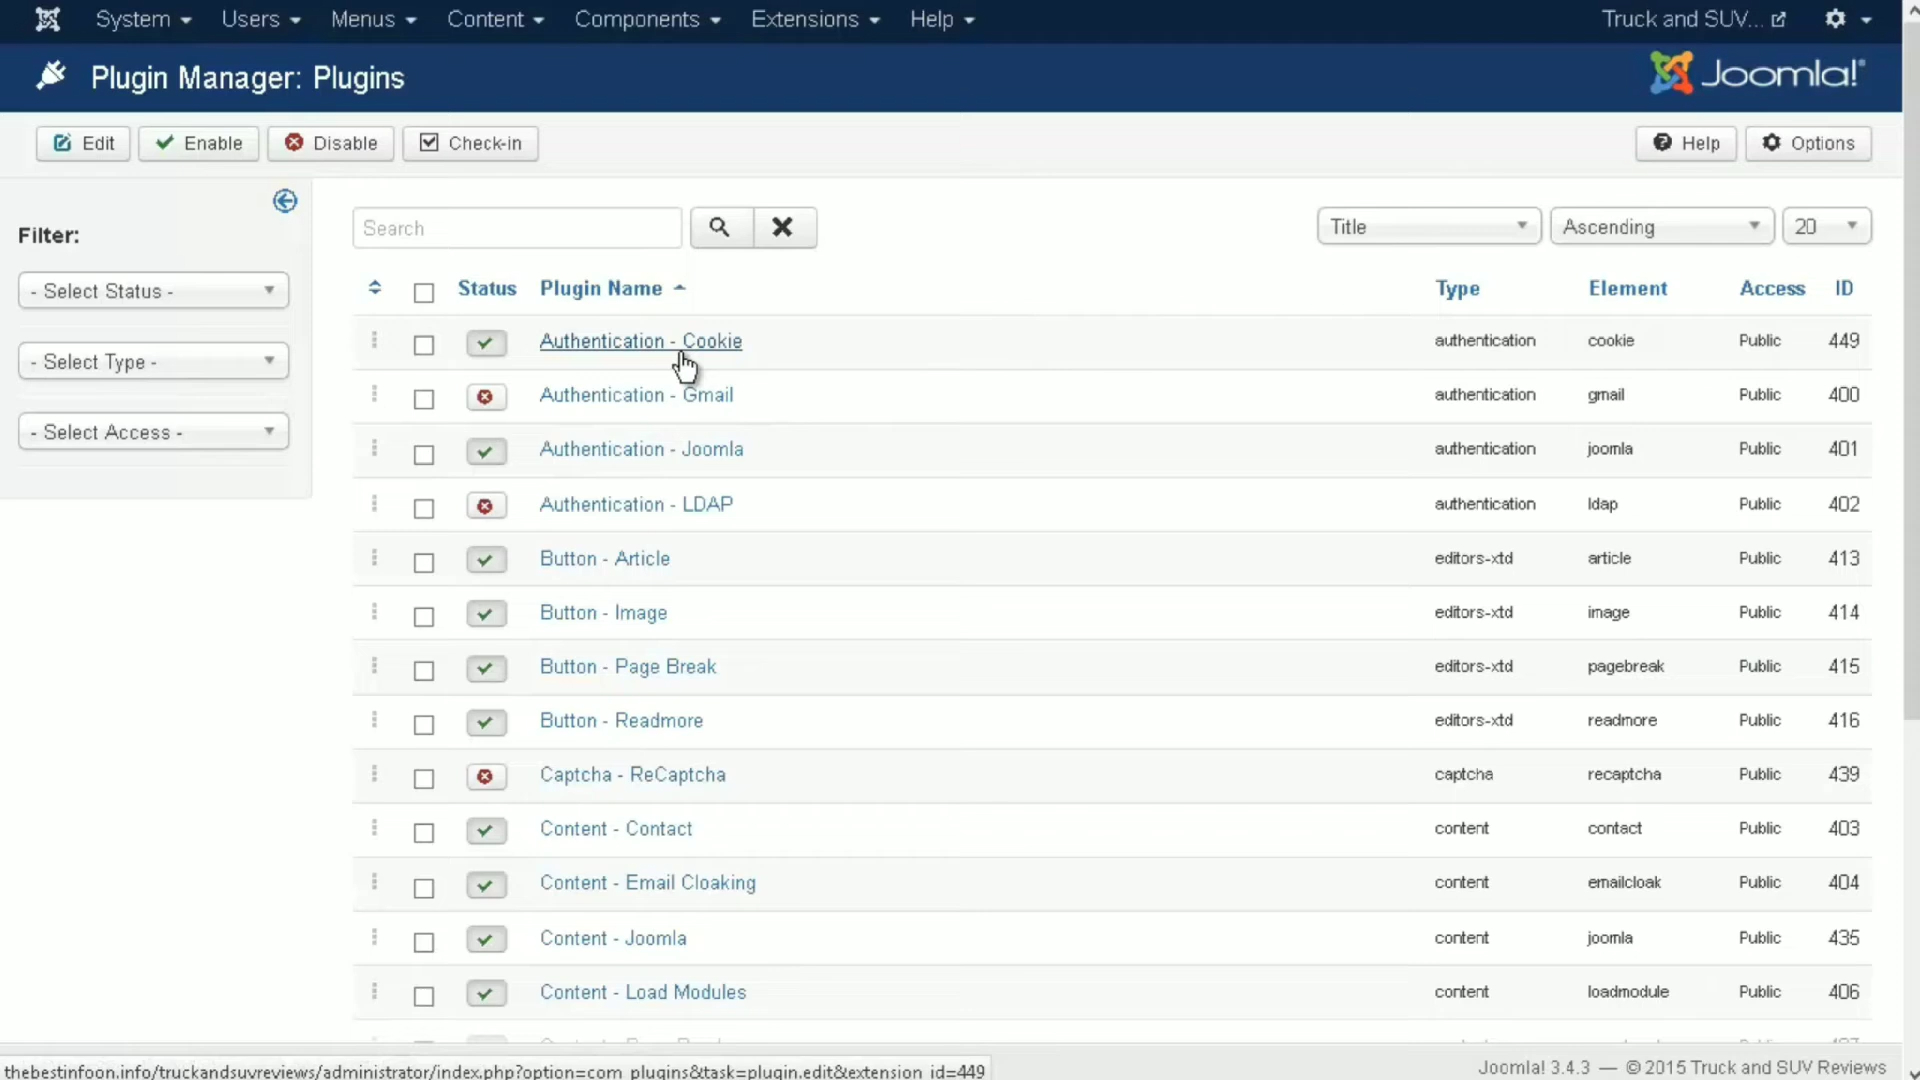 System Users Menus Content Components Extensions Help Truck and SUV...
Plugin Manager: Plugins Joomla!®
Edit Enable Disable Check-in Help Options
Filter:
- Select Status -
- Select Type -
- Select Access -
Search Title Ascending 20
Status Plugin Name Type Element Access ID
Authentication - Cookie authentication cookie Public 449
Authentication - Gmail authentication gmail Public 400
Authentication - Joomla authentication joomla Public 401
Authentication - LDAP authentication ldap Public 402
Button - Article editors-xtd article Public 413
Button - Image editors-xtd image Public 414
Button - Page Break editors-xtd pagebreak Public 415
Button - Readmore editors-xtd readmore Public 416
Captcha - ReCaptcha captcha recaptcha Public 439
Content - Contact content contact Public 403
Content - Email Cloaking content emailcloak Public 404
Content - Joomla content joomla Public 435
Content - Load Modules content loadmodule Public 406
thebestinfoon.info/truckandsuvreviews/administrator/index.php?option=com_plugins&task=plugin.edit&extension_id=449
Joomla! 3.4.3 — © 2015 Truck and SUV Reviews